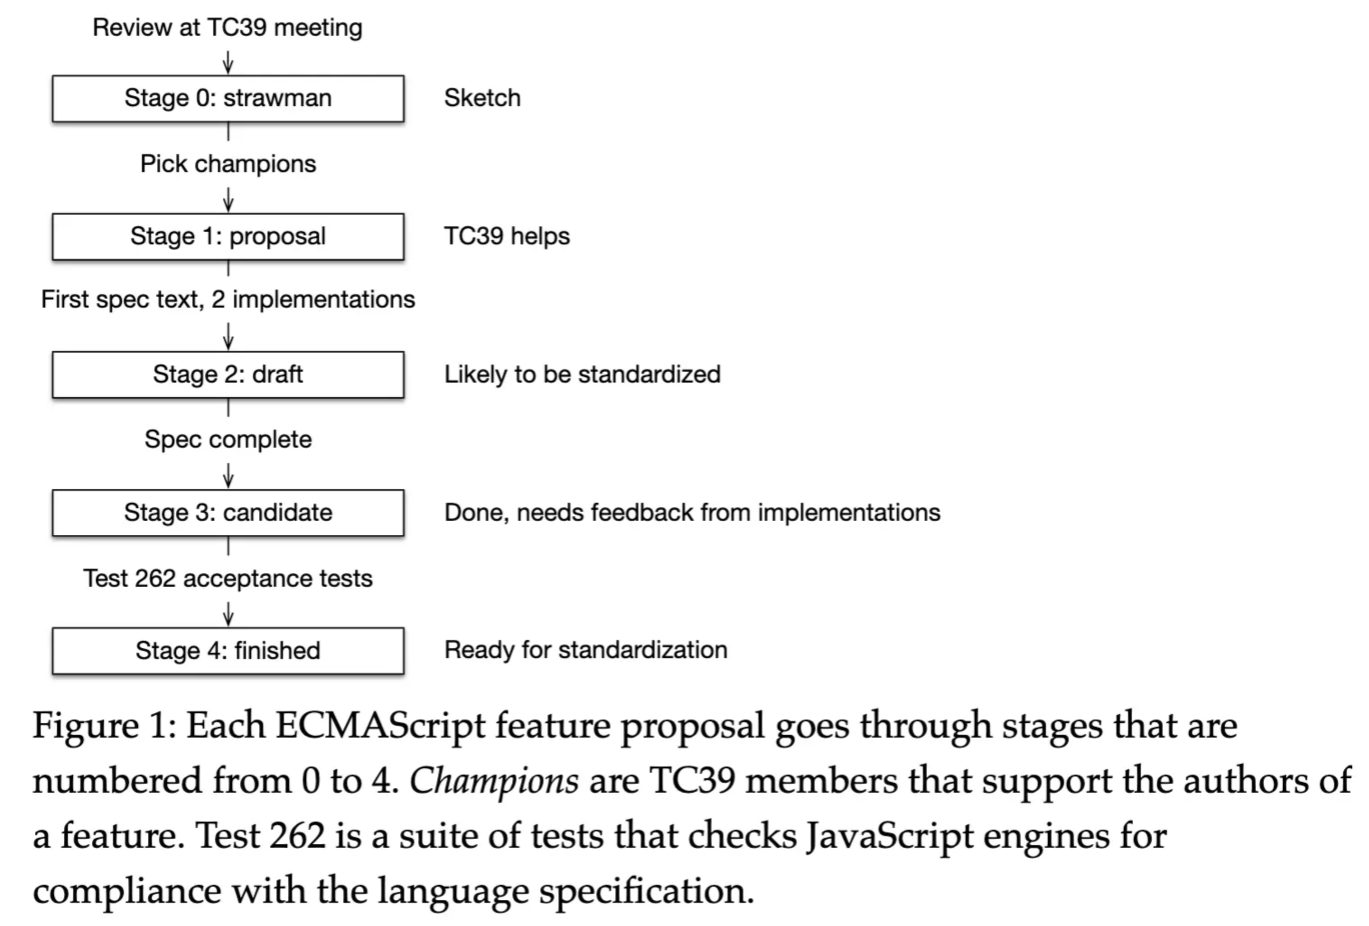 Review at TC39 meeting
Stage 0: strawman
Sketch
Pick champions
Stage 1: proposal
TC39 helps
First spec text, 2 implementations
Stage 2: draft
Likely to be standardized
Spec complete
Stage 3: candidate
Done, needs feedback from implementations
Test 262 acceptance tests
Stage 4: finished
Ready for standardization
Figure 1: Each ECMAScript feature proposal goes through stages that are
numbered from 0 to 4. Champions are TC39 members that support the authors of
a feature. Test 262 is a suite of tests that checks JavaScript engines for
compliance with the language specification.